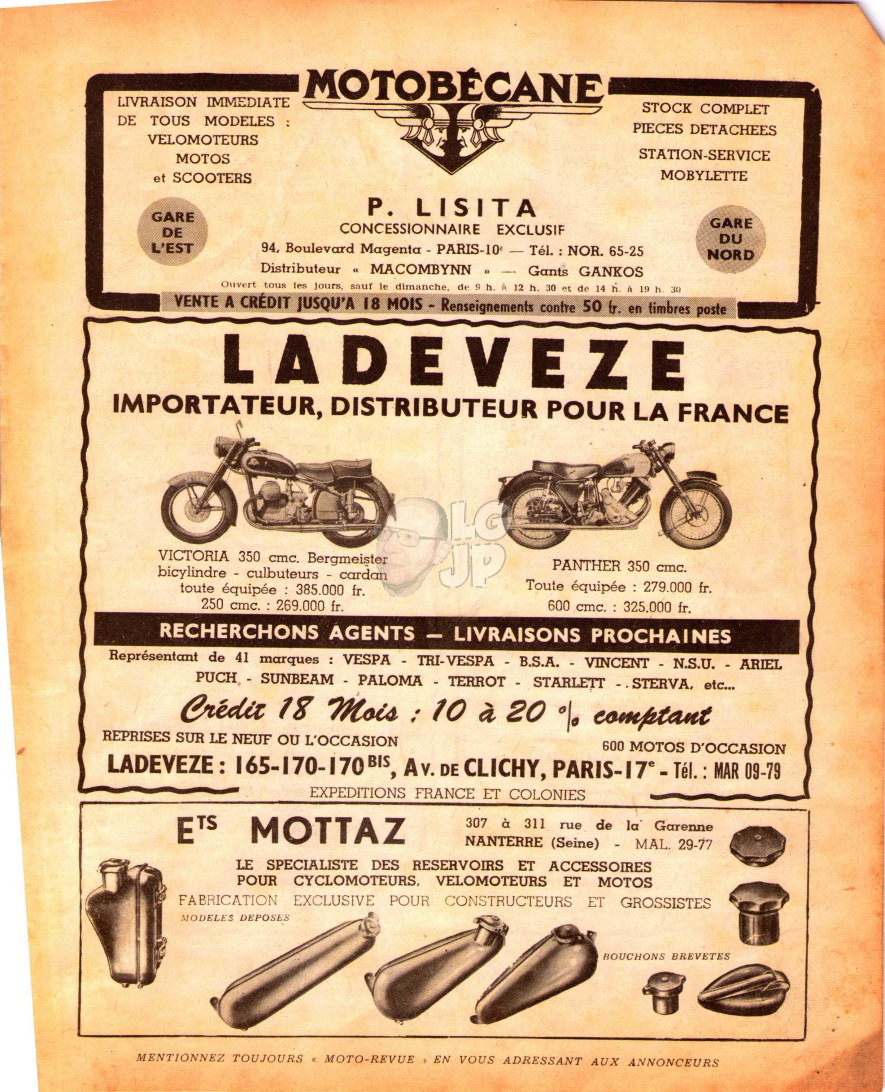 MOTOBÉCANE
LIVRAISON IMMEDIATE
DE TOUS MODELES :
VELOMOTEURS
MOTOS
et SCOOTERS
STOCK COMPLET
PIECES DETACHEES
STATION-SERVICE
MOBYLETTE
GARE
DE
L'EST
P. LISITA
CONCESSIONNAIRE EXCLUSIF
94, Boulevard Magenta - PARIS-10e — Tél. : NOR. 65-25
Distributeur « MACOMBYNN » — Gants GANKOS
GARE
DU
NORD
Ouvert tous les jours, sauf le dimanche, de 9 h. à 12 h. 30 et de 14 h. à 19 h. 30
VENTE A CRÉDIT JUSQU'A 18 MOIS - Renseignements contre 50 fr. en timbres poste
LADEVEZE
IMPORTATEUR, DISTRIBUTEUR POUR LA FRANCE
VICTORIA 350 cmc. Bergmeister
bicylindre - culbuteurs - cardan
toute équipée : 385.000 fr.
250 cmc. : 269.000 fr.
LG
JP
PANTHER 350 cmc.
Toute équipée : 279.000 fr.
600 cmc. : 325.000 fr.
RECHERCHONS AGENTS — LIVRAISONS PROCHAINES
Représentant de 41 marques : VESPA - TRI-VESPA - B.S.A. - VINCENT - N.S.U. - ARIEL
PUCH - SUNBEAM - PALOMA - TERROT - STARLETT - STERVA, etc...
Crédit 18 Mois : 10 à 20 % comptant
REPRISES SUR LE NEUF OU L'OCCASION
600 MOTOS D'OCCASION
LADEVEZE : 165-170-170 BIS, Av. DE CLICHY, PARIS-17e - Tél. : MAR 09-79
EXPEDITIONS FRANCE ET COLONIES
ETS MOTTAZ
307 à 311 rue de la Garenne
NANTERRE (Seine) - MAL. 29-77
LE SPECIALISTE DES RESERVOIRS ET ACCESSOIRES
POUR CYCLOMOTEURS, VELOMOTEURS ET MOTOS
FABRICATION EXCLUSIVE POUR CONSTRUCTEURS ET GROSSISTES
MODELES DEPOSES
BOUCHONS BREVETES
MENTIONNEZ TOUJOURS « MOTO-REVUE » EN VOUS ADRESSANT AUX ANNONCEURS